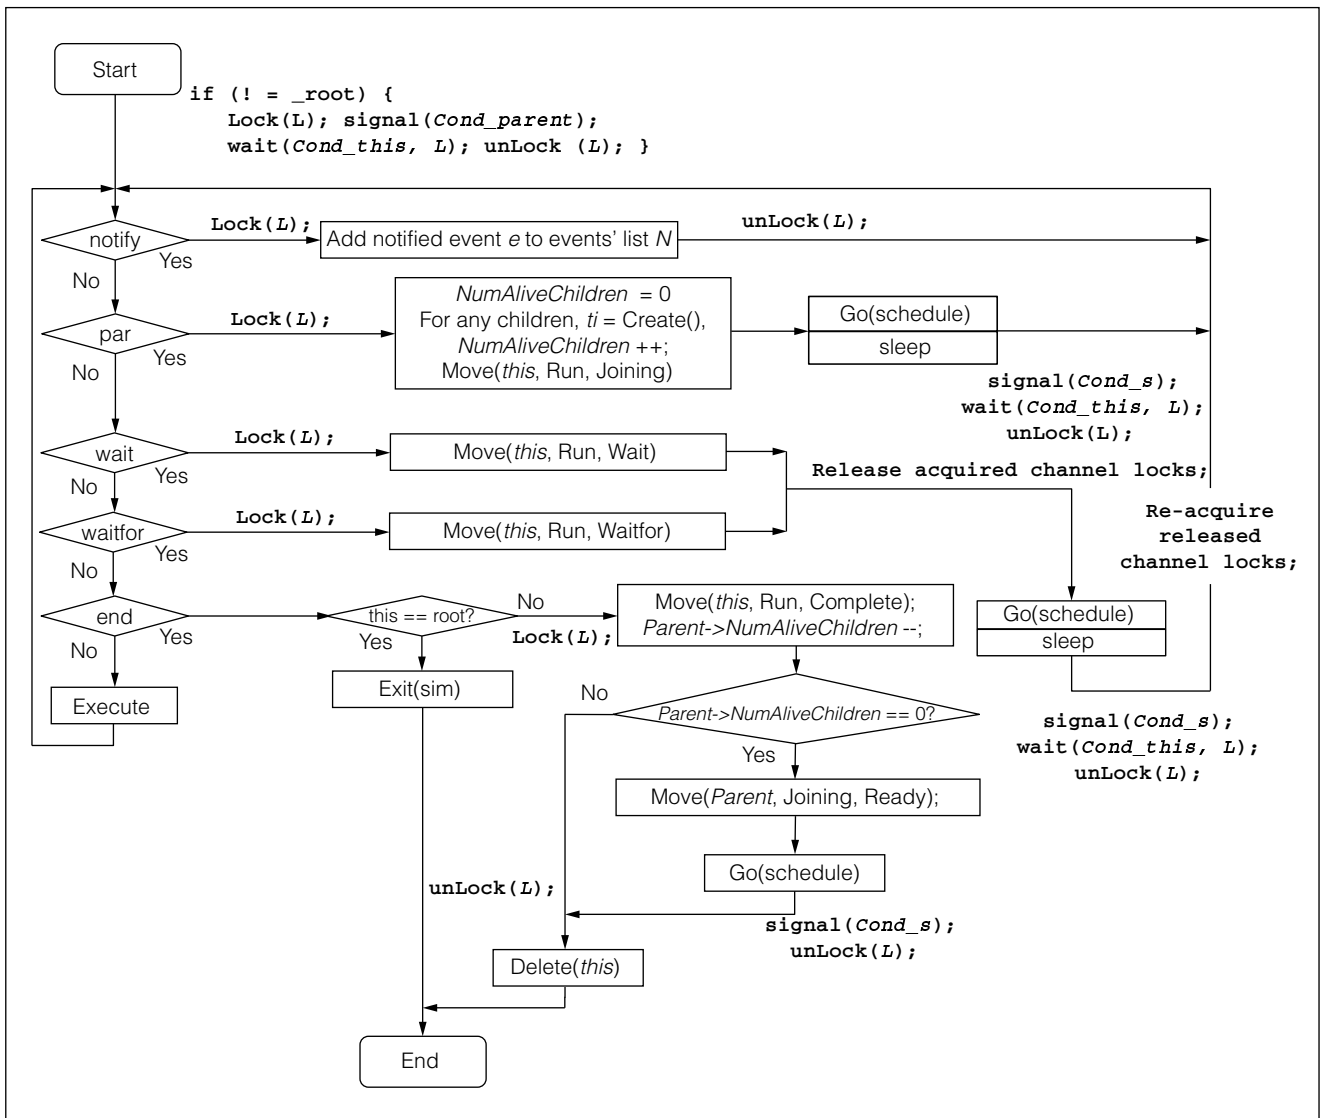 Start
if (! = _root) {
Lock(L); signal(Cond_parent);
wait(Cond_this, L); unLock (L); }
notify
Yes
No
Lock(L);
Add notified event e to events' list N
unLock(L);
par
Yes
No
Lock(L);
NumAliveChildren = 0
For any children, ti = Create(),
NumAliveChildren ++;
Move(this, Run, Joining)
Go(schedule)
sleep
signal(Cond_s);
wait(Cond_this, L);
unLock(L);
wait
Yes
No
Lock(L);
Move(this, Run, Wait)
Release acquired channel locks;
waitfor
Yes
No
Lock(L);
Move(this, Run, Waitfor)
Re-acquire
released
channel locks;
end
Yes
No
this == root?
No
Yes
Lock(L);
Move(this, Run, Complete);
Parent->NumAliveChildren --;
Go(schedule)
sleep
Execute
Exit(sim)
No
Parent->NumAliveChildren == 0?
Yes
signal(Cond_s);
wait(Cond_this, L);
unLock(L);
Move(Parent, Joining, Ready);
Go(schedule)
unLock(L);
signal(Cond_s);
unLock(L);
Delete(this)
End